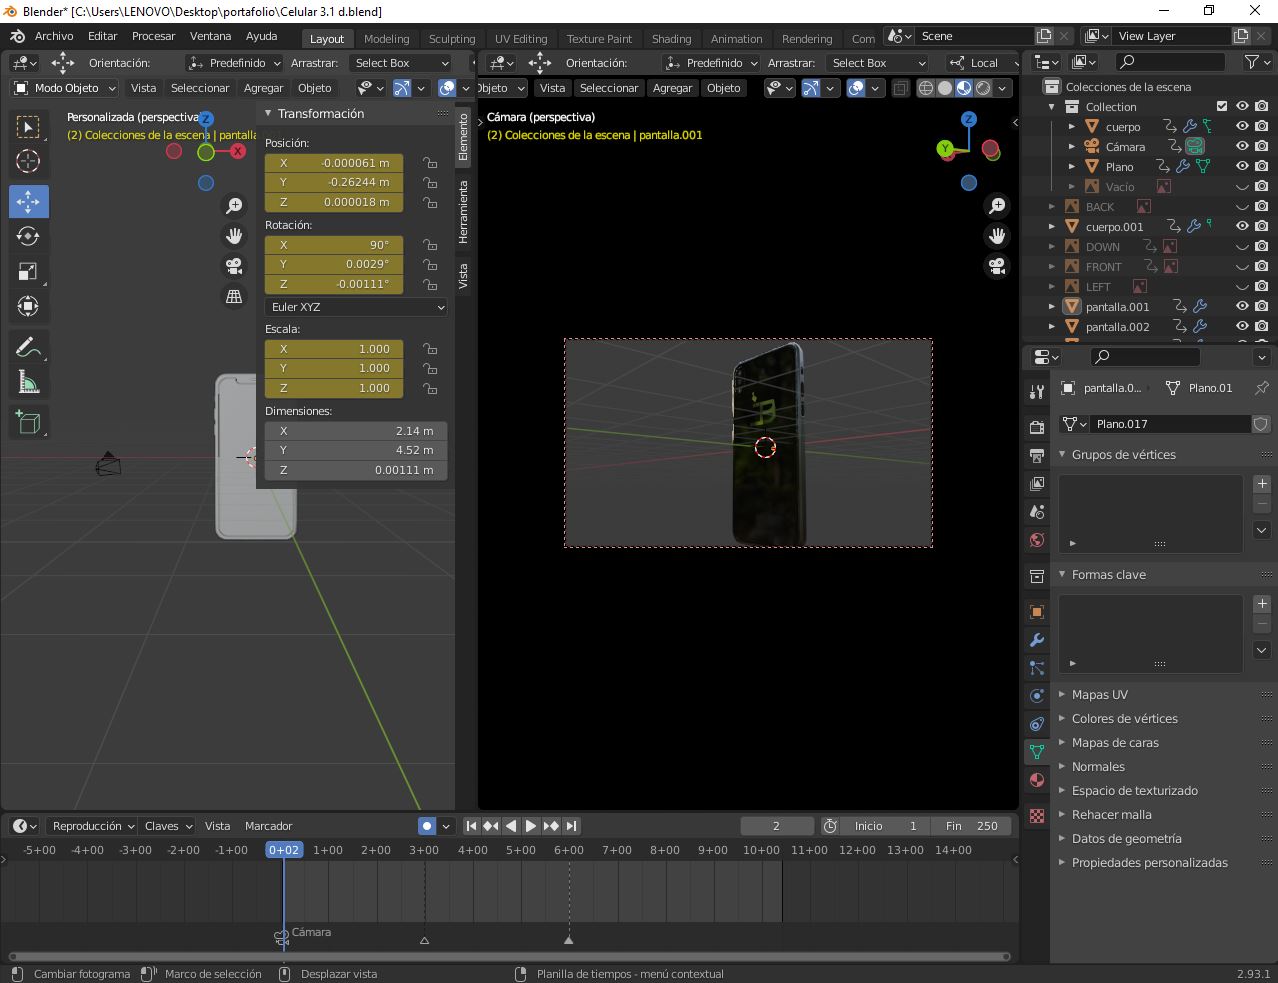 Blender* [C:\Users\LENOVO\Desktop\portafolio\Celular 3.1 d.blend]
Archivo Editar Procesar Ventana Ayuda
Layout Modeling Sculpting UV Editing Texture Paint Shading Animation Rendering Com
Scene
View Layer
Orientación: Predefinido Arrastrar: Select Box
Modo Objeto Vista Seleccionar Agregar Objeto
Personalizada (perspectiva)
(2) Colecciones de la escena | pantalla
Z
X
Transformación
Posición:
X -0.000061 m
Y -0.26244 m
Z 0.000018 m
Rotación:
X 90°
Y 0.0029°
Z -0.00111°
Euler XYZ
Escala:
X 1.000
Y 1.000
Z 1.000
Dimensiones:
X 2.14 m
Y 4.52 m
Z 0.00111 m
Elemento
Herramienta
Vista
Orientación: Predefinido Arrastrar: Select Box Local
bjeto Vista Seleccionar Agregar Objeto
Cámara (perspectiva)
(2) Colecciones de la escena | pantalla.001
Z
Y
Colecciones de la escena
Collection
cuerpo
Cámara
Plano
Vacío
BACK
cuerpo.001
DOWN
FRONT
LEFT
pantalla.001
pantalla.002
pantalla.0... Plano.01
Plano.017
Grupos de vértices
Formas clave
Mapas UV
Colores de vértices
Mapas de caras
Normales
Espacio de texturizado
Rehacer malla
Datos de geometría
Propiedades personalizadas
Reproducción Claves Vista Marcador
2 Inicio 1 Fin 250
-5+00 -4+00 -3+00 -2+00 -1+00 0+02 1+00 2+00 3+00 4+00 5+00 6+00 7+00 8+00 9+00 10+00 11+00 12+00 13+00 14+00
Cámara
Cambiar fotograma Marco de selección Desplazar vista Planilla de tiempos - menú contextual 2.93.1